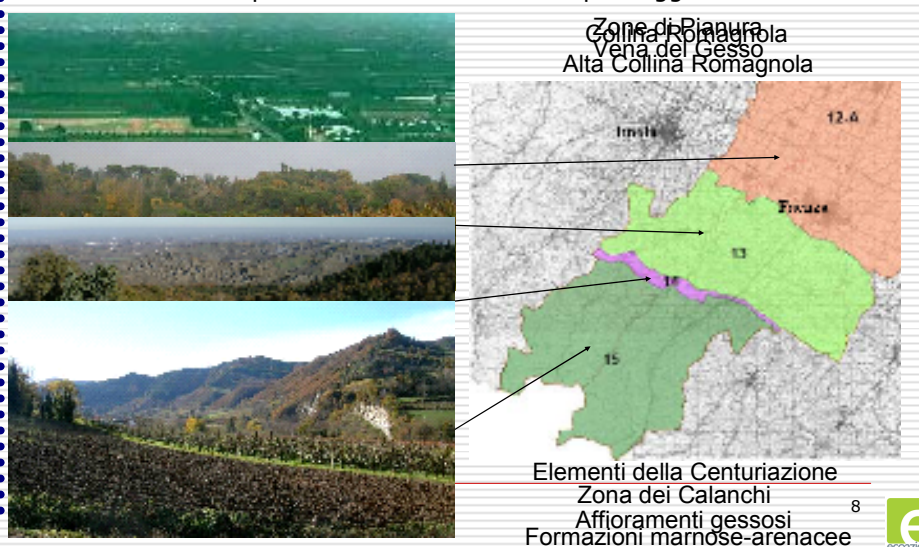 Zone di Pianura
Collina Romagnola
Vena del Gesso
Alta Collina Romagnola
12-A
Imola
Faenza
13
15
Elementi della Centuriazione
Zona dei Calanchi
Affioramenti gessosi
Formazioni marnose-arenacee
8
e